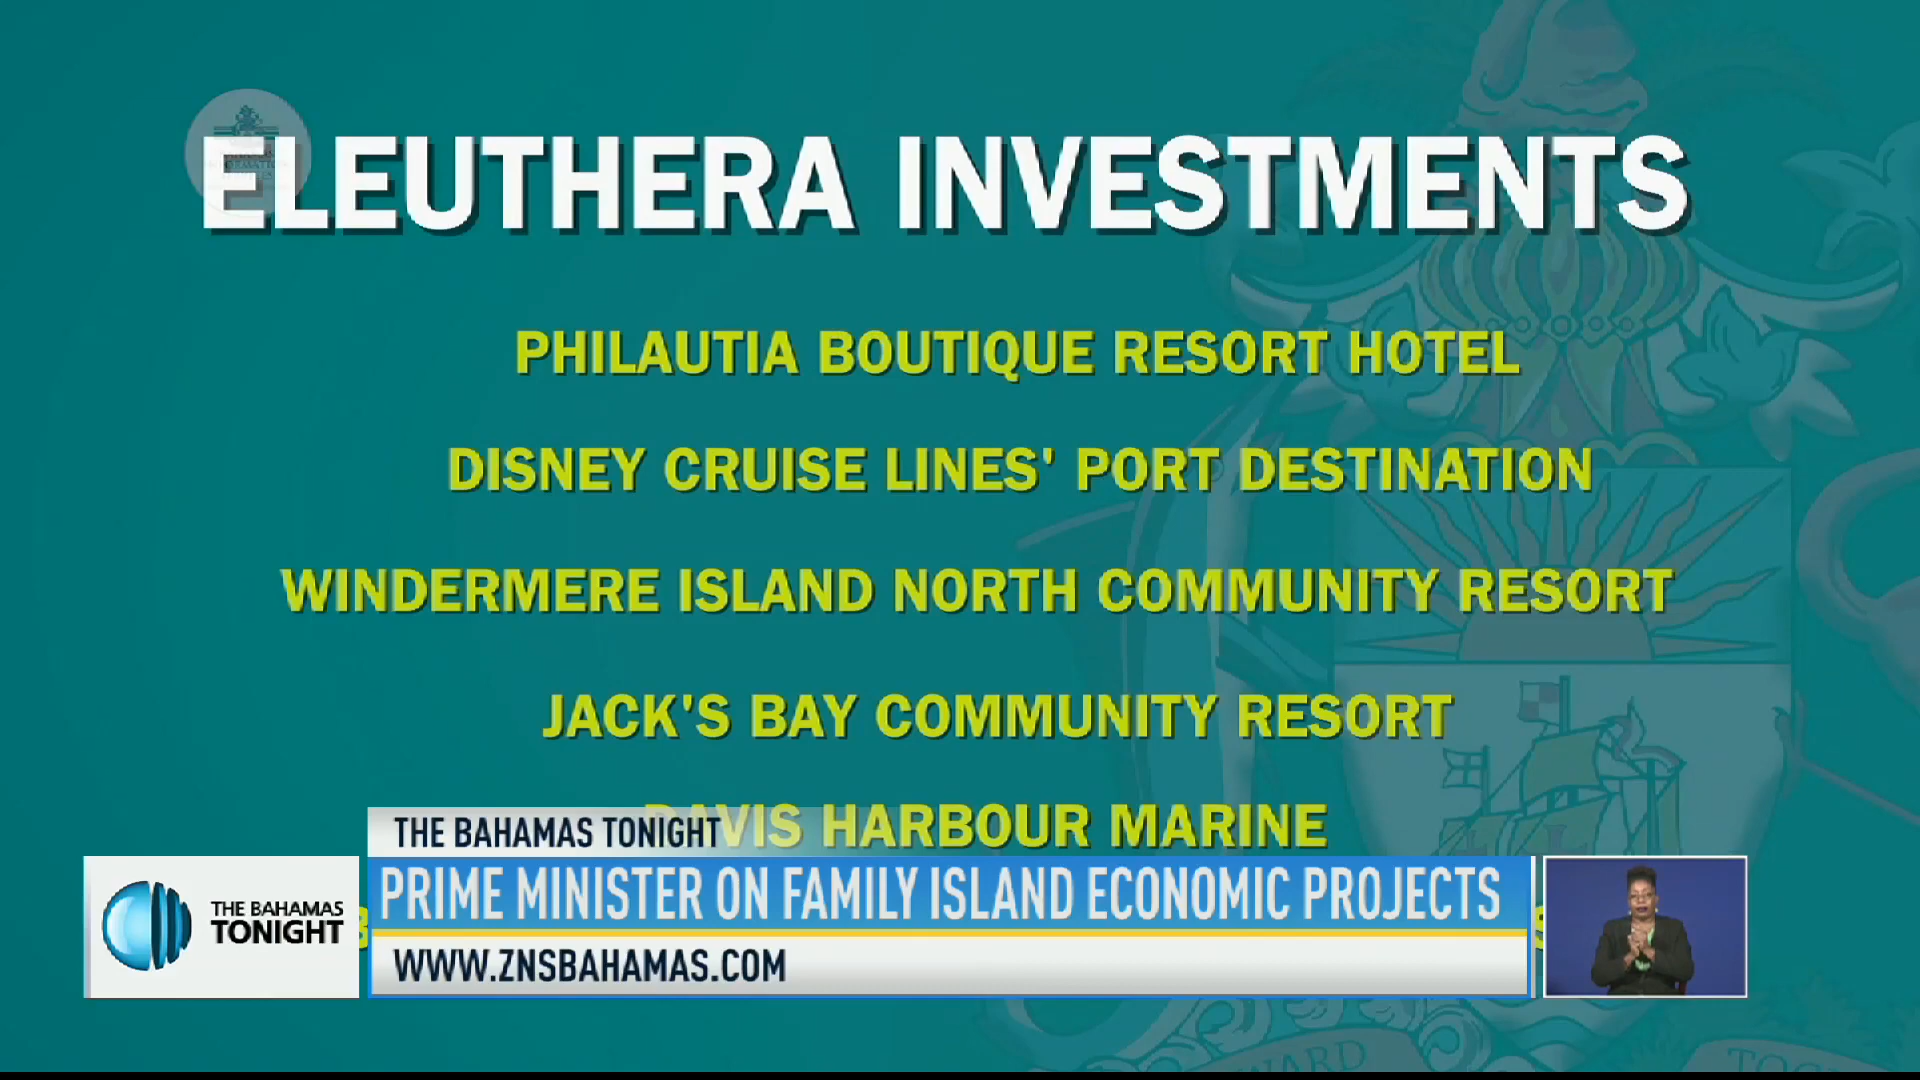 ELEUTHERA INVESTMENTS
PHILAUTIA BOUTIQUE RESORT HOTEL
DISNEY CRUISE LINES' PORT DESTINATION
WINDERMERE ISLAND NORTH COMMUNITY RESORT
JACK'S BAY COMMUNITY RESORT
DAVIS HARBOUR MARINE
THE BAHAMAS TONIGHT
PRIME MINISTER ON FAMILY ISLAND ECONOMIC PROJECTS
WWW.ZNSBAHAMAS.COM
THE BAHAMAS
TONIGHT